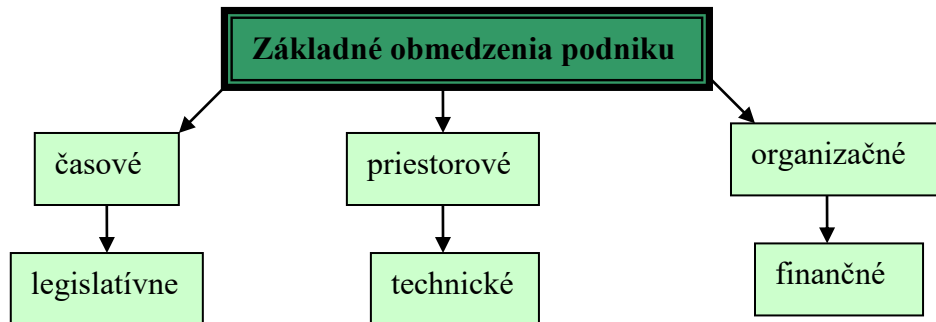 Základné obmedzenia podniku
časové
priestorové
organizačné
legislatívne
technické
finančné